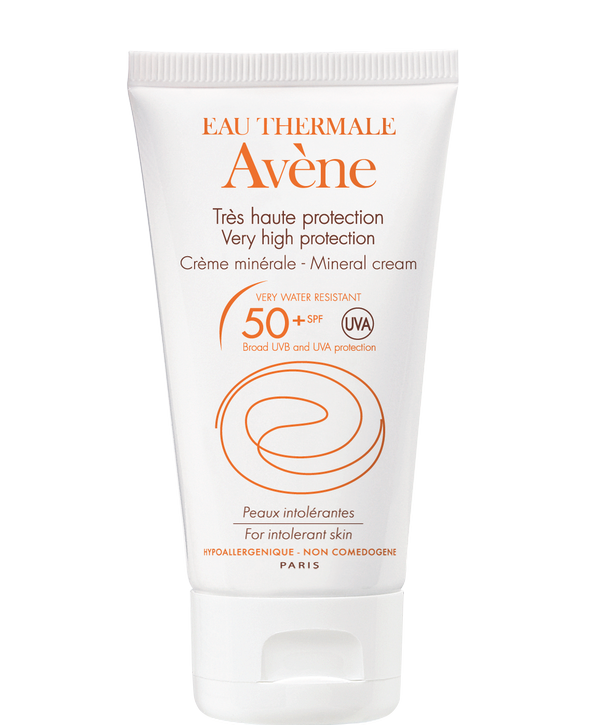 EAU THERMALE
Avène
Très haute protection
Very high protection
Crème minérale - Mineral cream
VERY WATER RESISTANT
50+ SPF UVA
Broad UVB and UVA protection
Peaux intolérantes
For intolerant skin
HYPOALLERGENIQUE - NON COMEDOGENE
PARIS